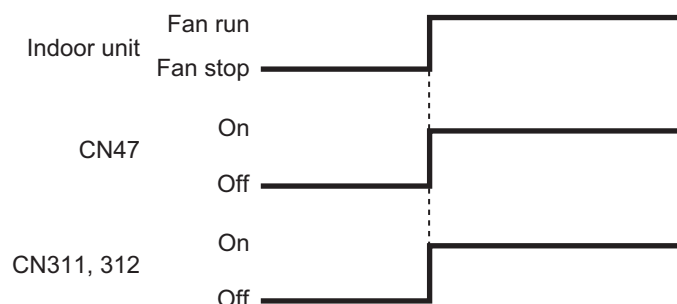 Fan run
Indoor unit
Fan stop
On
CN47
Off
On
CN311, 312
Off